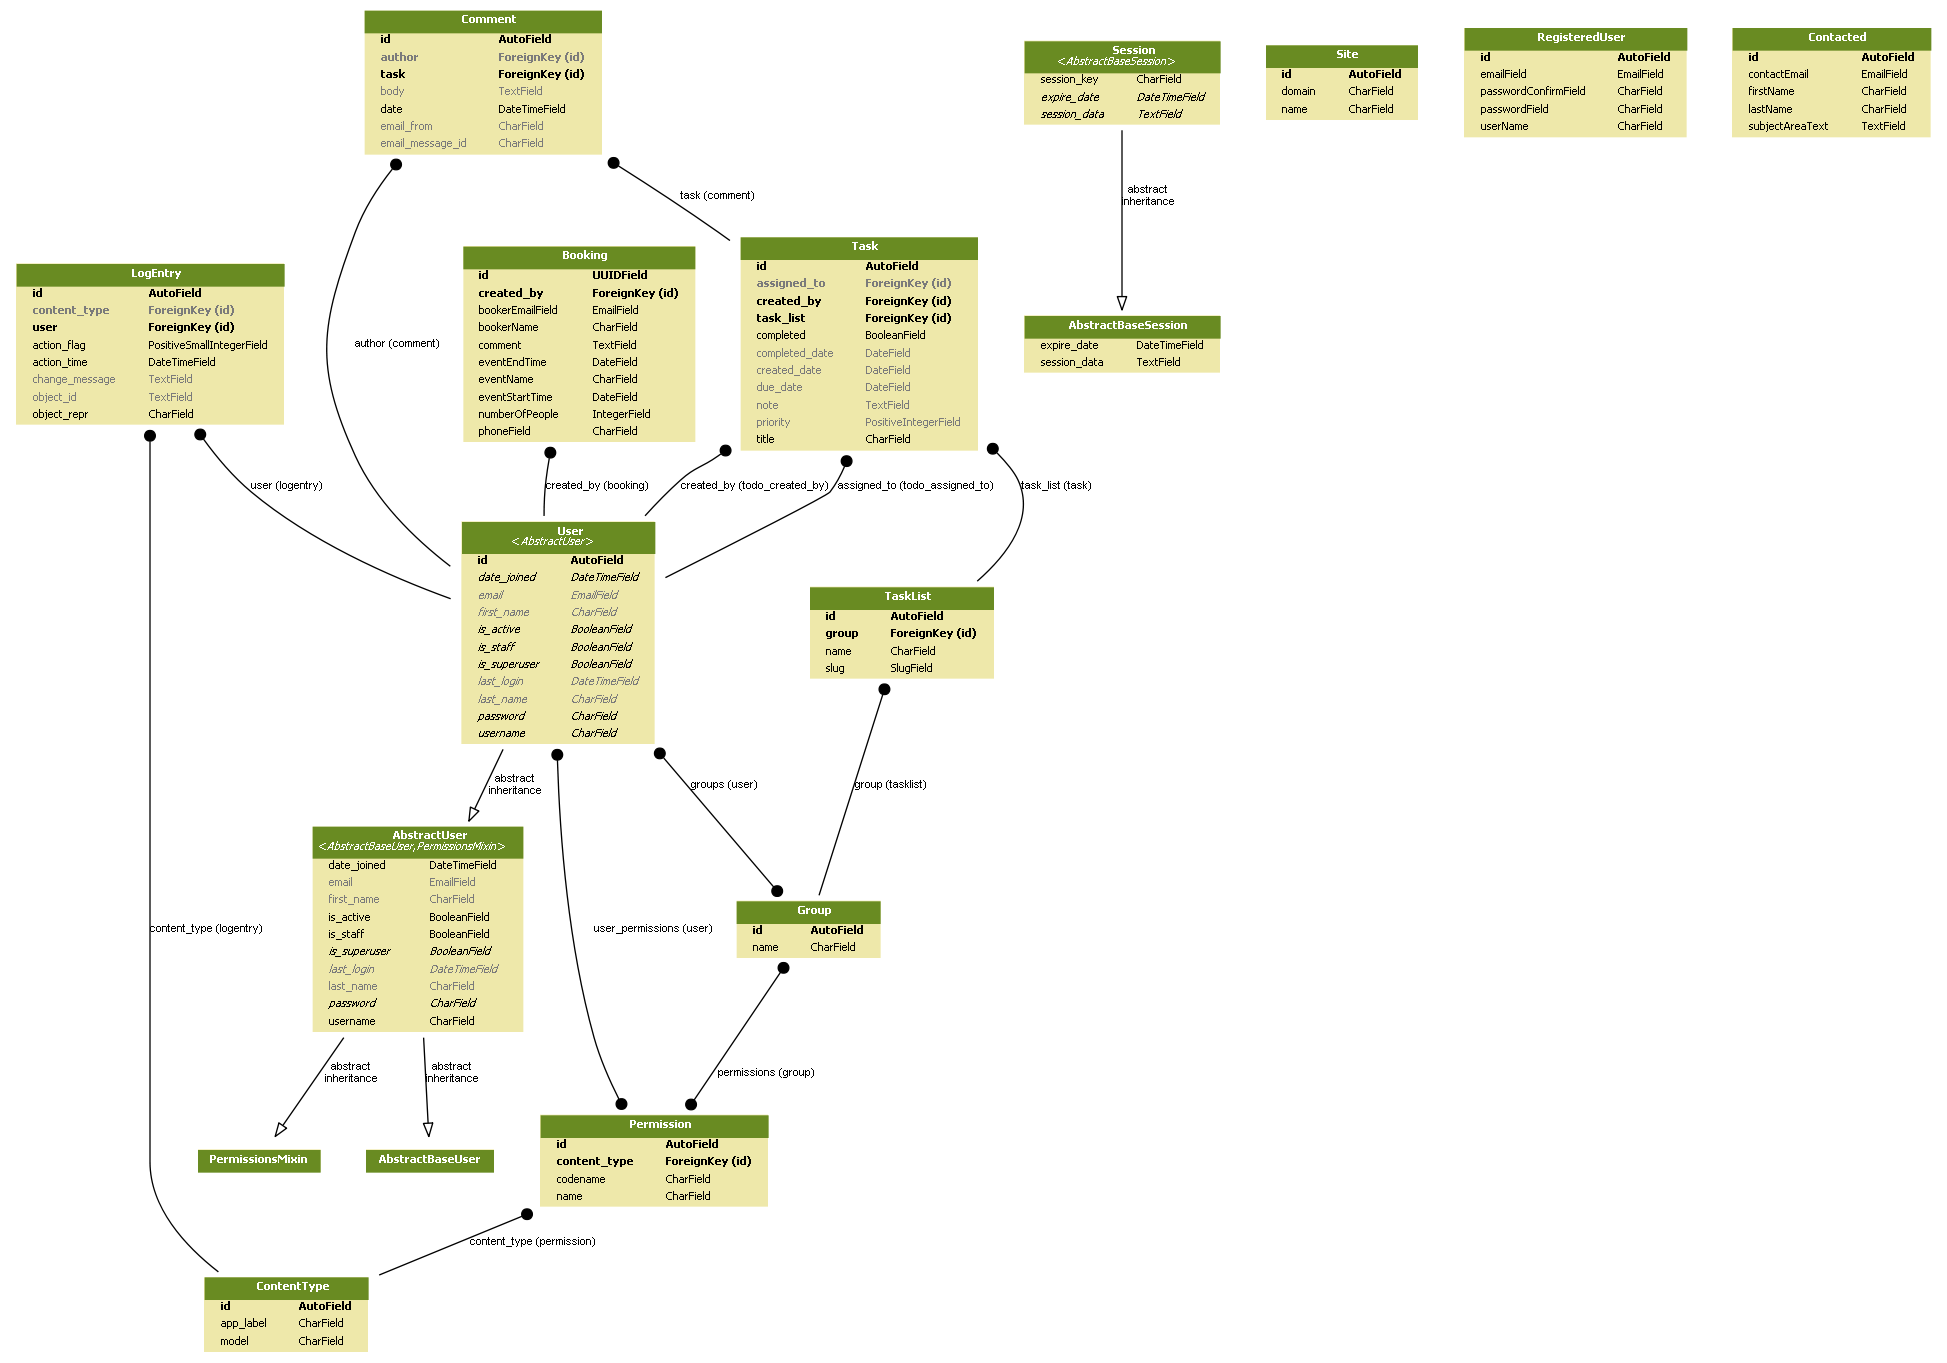 Comment
id AutoField
author ForeignKey (id)
task ForeignKey (id)
body TextField
date DateTimeField
email_from CharField
email_message_id CharField
Session
<AbstractBaseSession>
session_key CharField
expire_date DateTimeField
session_data TextField
Site
id AutoField
domain CharField
name CharField
RegisteredUser
id AutoField
emailField EmailField
passwordConfirmField CharField
passwordField CharField
userName CharField
Contacted
id AutoField
contactEmail EmailField
firstName CharField
lastName CharField
subjectAreaText TextField
task (comment)
abstract
inheritance
LogEntry
id AutoField
content_type ForeignKey (id)
user ForeignKey (id)
action_flag PositiveSmallIntegerField
action_time DateTimeField
change_message TextField
object_id TextField
object_repr CharField
author (comment)
Booking
id UUIDField
created_by ForeignKey (id)
bookerEmailField EmailField
bookerName CharField
comment TextField
eventEndTime DateField
eventName CharField
eventStartTime DateField
numberOfPeople IntegerField
phoneField CharField
Task
id AutoField
assigned_to ForeignKey (id)
created_by ForeignKey (id)
task_list ForeignKey (id)
completed BooleanField
completed_date DateField
created_date DateField
due_date DateField
note TextField
priority PositiveIntegerField
title CharField
AbstractBaseSession
expire_date DateTimeField
session_data TextField
user (logentry)
created_by (booking)
created_by (todo_created_by)
assigned_to (todo_assigned_to)
task_list (task)
User
<AbstractUser>
id AutoField
date_joined DateTimeField
email EmailField
first_name CharField
is_active BooleanField
is_staff BooleanField
is_superuser BooleanField
last_login DateTimeField
last_name CharField
password CharField
username CharField
TaskList
id AutoField
group ForeignKey (id)
name CharField
slug SlugField
abstract
inheritance
groups (user)
group (tasklist)
AbstractUser
<AbstractBaseUser,PermissionsMixin>
date_joined DateTimeField
email EmailField
first_name CharField
is_active BooleanField
is_staff BooleanField
is_superuser BooleanField
last_login DateTimeField
last_name CharField
password CharField
username CharField
content_type (logentry)
user_permissions (user)
Group
id AutoField
name CharField
abstract
inheritance
abstract
inheritance
permissions (group)
PermissionsMixin
AbstractBaseUser
Permission
id AutoField
content_type ForeignKey (id)
codename CharField
name CharField
content_type (permission)
ContentType
id AutoField
app_label CharField
model CharField